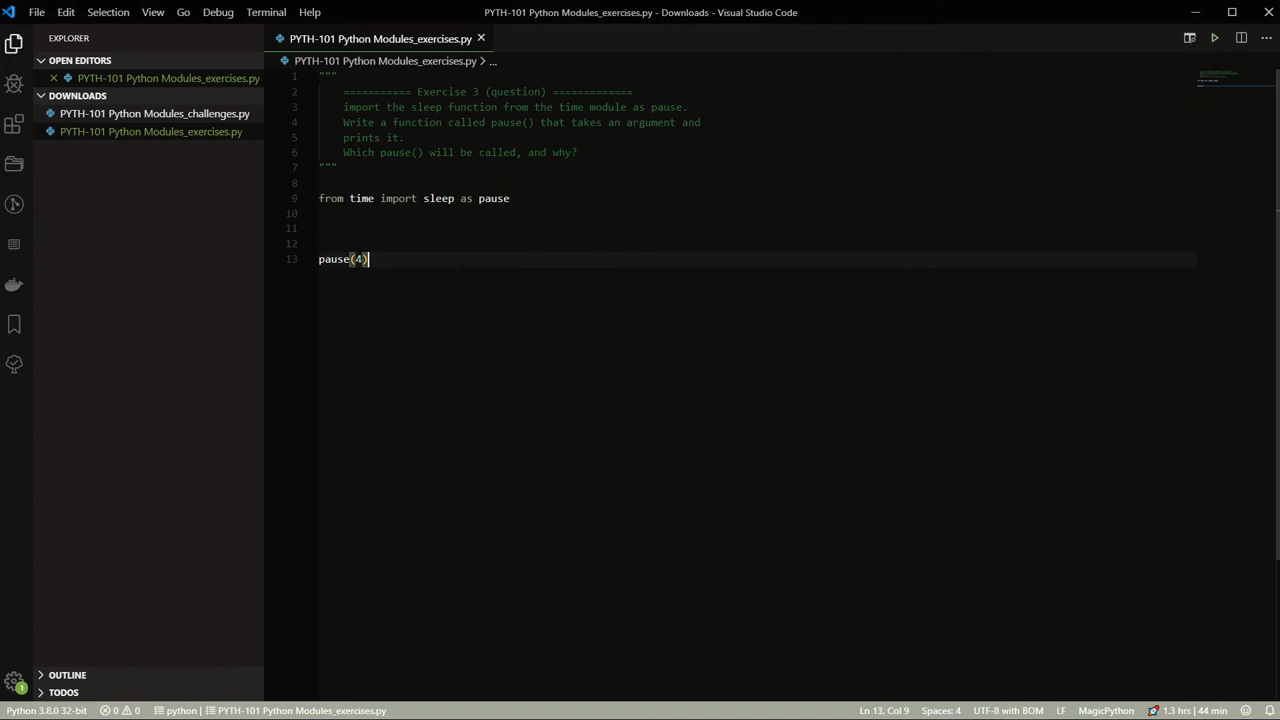 File Edit Selection View Go Debug Terminal Help PYTH-101 Python Modules_exercises.py - Downloads - Visual Studio Code
EXPLORER
PYTH-101 Python Modules_exercises.py
OPEN EDITORS
PYTH-101 Python Modules_exercises.py > ...
PYTH-101 Python Modules_exercises.py
DOWNLOADS
PYTH-101 Python Modules_challenges.py
PYTH-101 Python Modules_exercises.py
1 """
2 =========== Exercise 3 (question) =============
3 import the sleep function from the time module as pause.
4 Write a function called pause() that takes an argument and
5 prints it.
6 Which pause() will be called, and why?
7 """
8
9 from time import sleep as pause
10
11
12
13 pause(4)
OUTLINE
TODOS
1
Python 3.8.0 32-bit 0 0 python | PYTH-101 Python Modules_exercises.py Ln 13, Col 9 Spaces: 4 UTF-8 with BOM LF MagicPython 1.3 hrs | 44 min